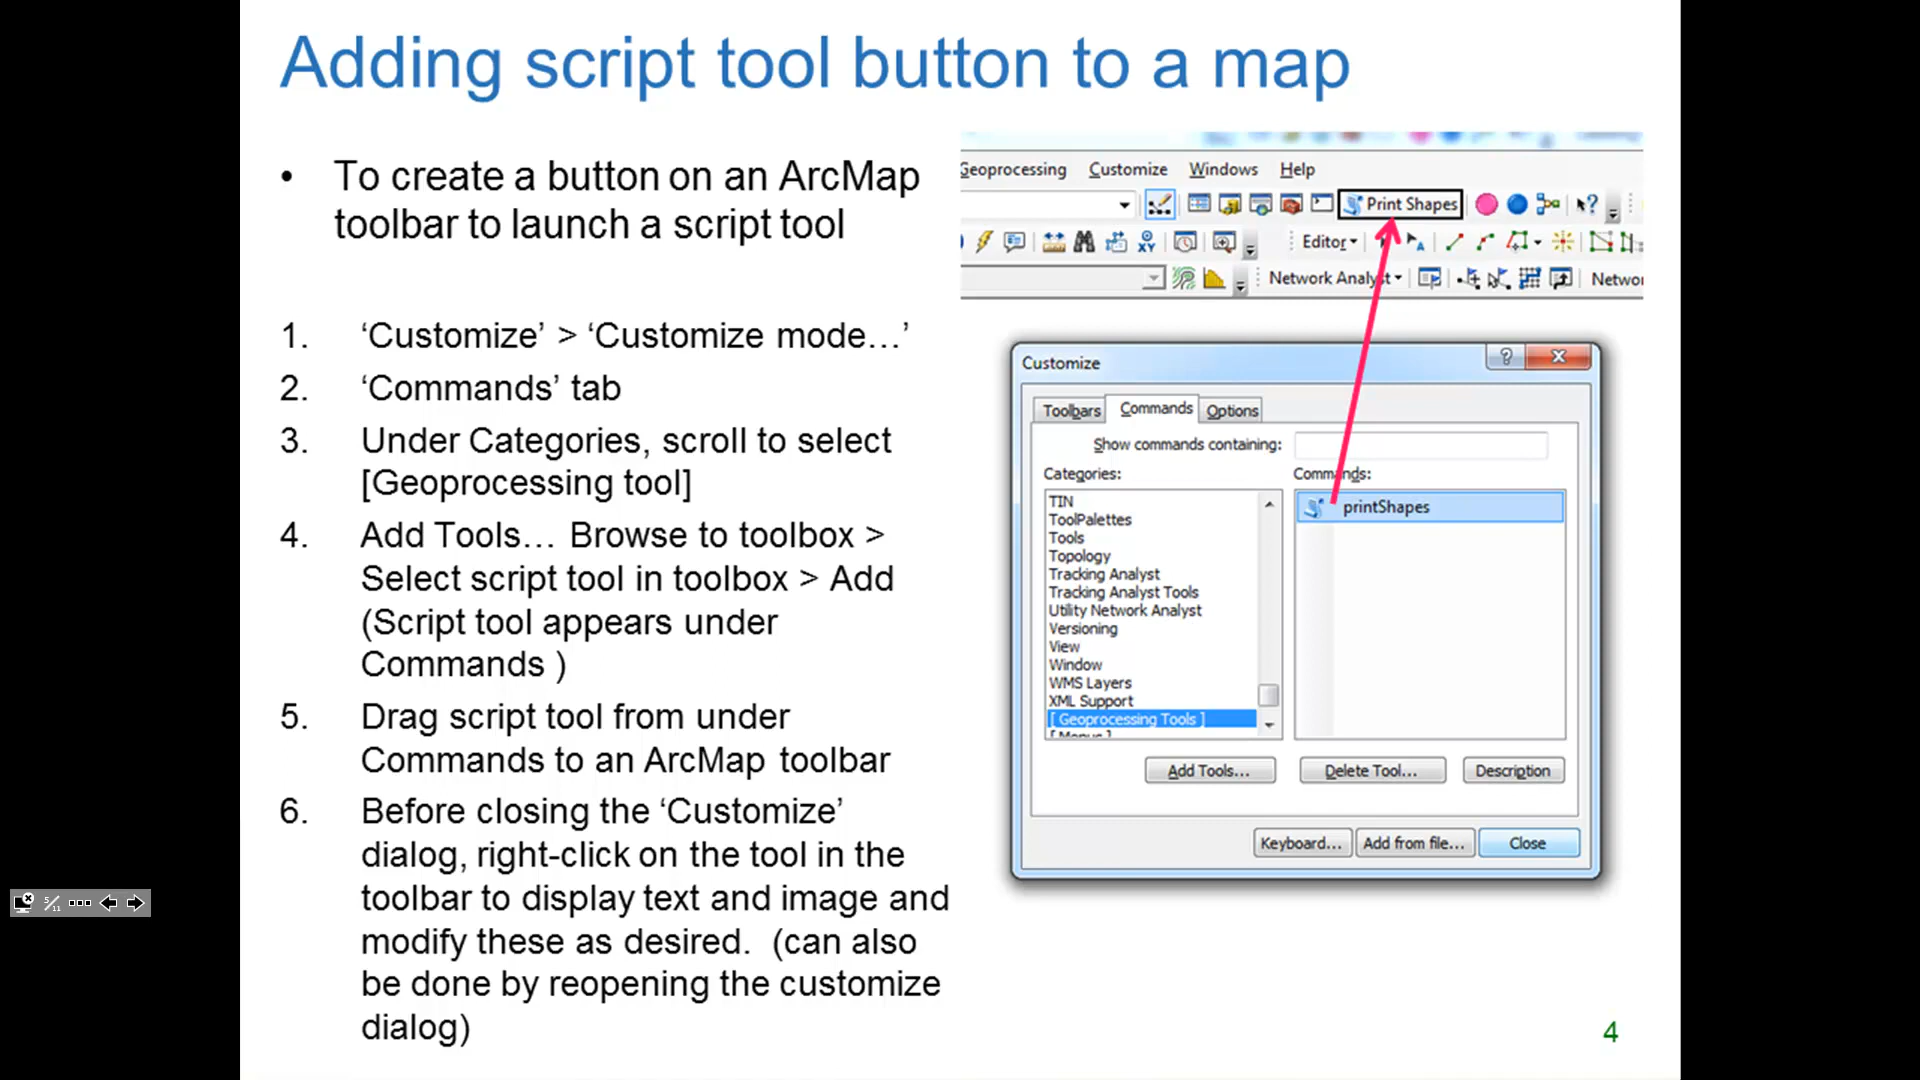 Adding script tool button to a map
• To create a button on an ArcMap
toolbar to launch a script tool
1. ‘Customize’ > ‘Customize mode…’
2. ‘Commands’ tab
3. Under Categories, scroll to select
[Geoprocessing tool]
4. Add Tools… Browse to toolbox >
Select script tool in toolbox > Add
(Script tool appears under
Commands )
5. Drag script tool from under
Commands to an ArcMap toolbar
6. Before closing the ‘Customize’
dialog, right-click on the tool in the
toolbar to display text and image and
modify these as desired.  (can also
be done by reopening the customize
dialog)
Geoprocessing Customize Windows Help
Print Shapes
XY Editor
Network Analyst Networ
Customize
Toolbars Commands Options
Show commands containing:
Categories: Commands:
printShapes
TIN
ToolPalettes
Tools
Topology
Tracking Analyst
Tracking Analyst Tools
Utility Network Analyst
Versioning
View
Window
WMS Layers
XML Support
[ Geoprocessing Tools ]
[ Menus ]
Add Tools... Delete Tool... Description
Keyboard... Add from file... Close
5/11
4